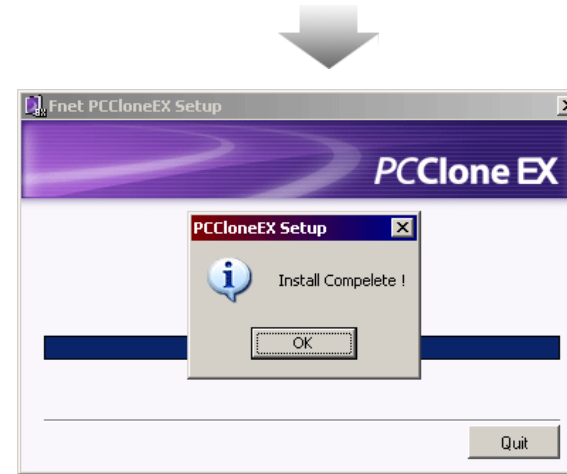 Fnet PCCloneEX Setup
PCClone EX
PCCloneEX Setup
Install Compelete !
OK
Quit